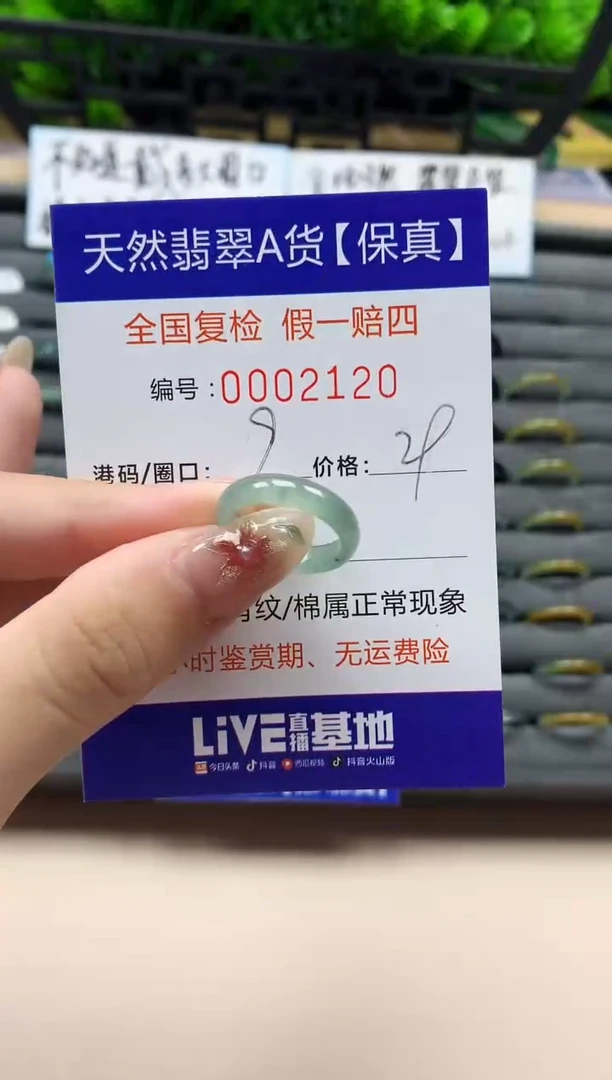 天然翡翠A货【保真】
全国复检 假一赔四
编号:0002120
港码/圈口: 9 价格:
纹/棉属正常现象
时鉴赏期、无运费险
LiVE直播基地
今日头条 抖音 西瓜视频 抖音火山版